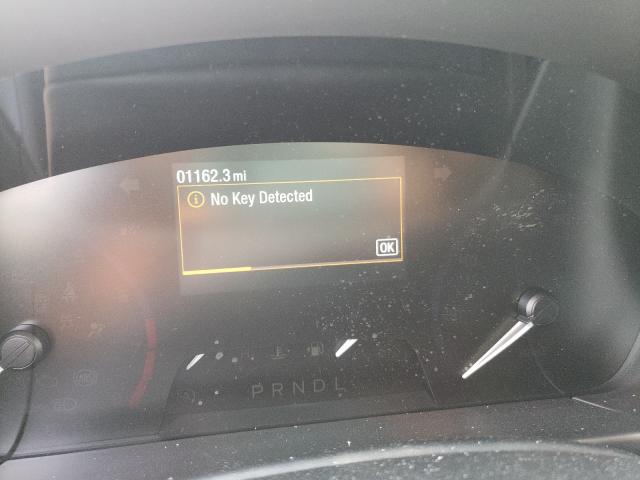 01162.3 mi
No Key Detected
OK
PRNDL